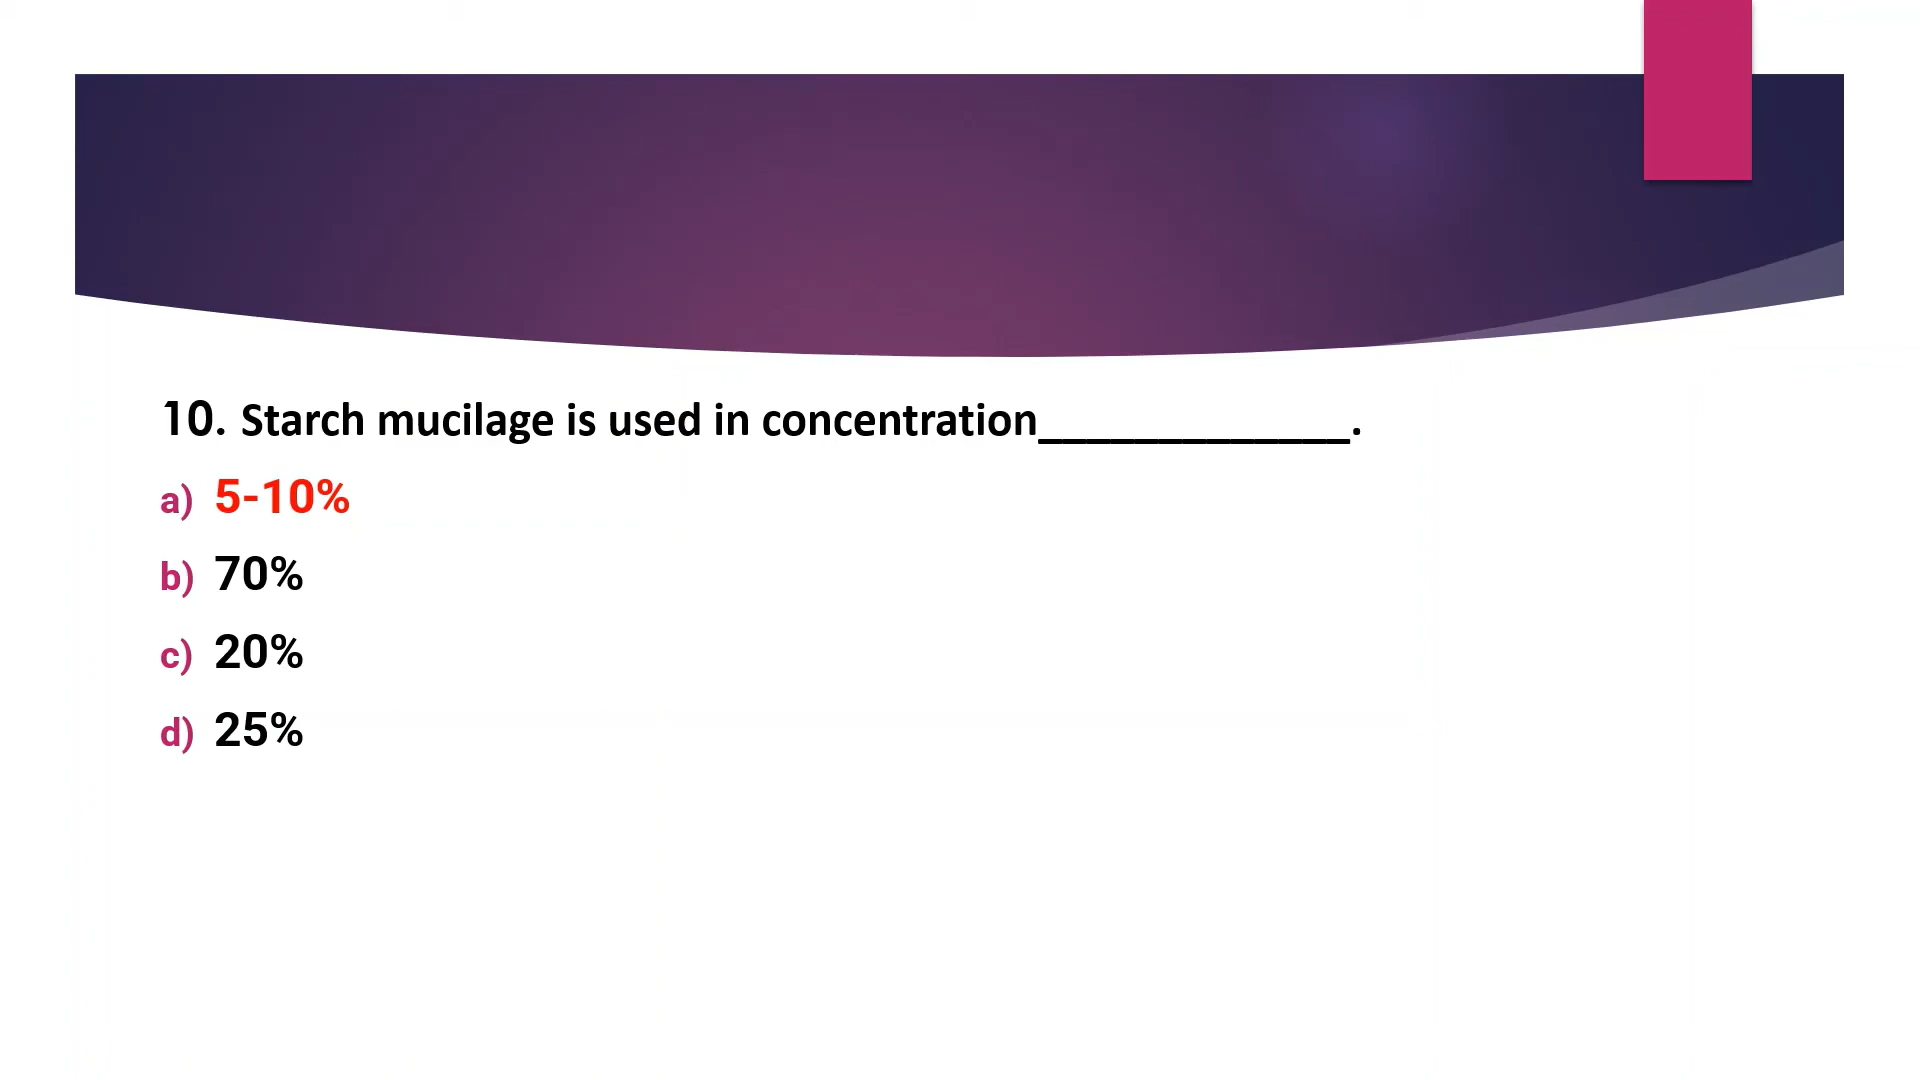 10. Starch mucilage is used in concentration_____________.
a) 5-10%
b) 70%
c) 20%
d) 25%